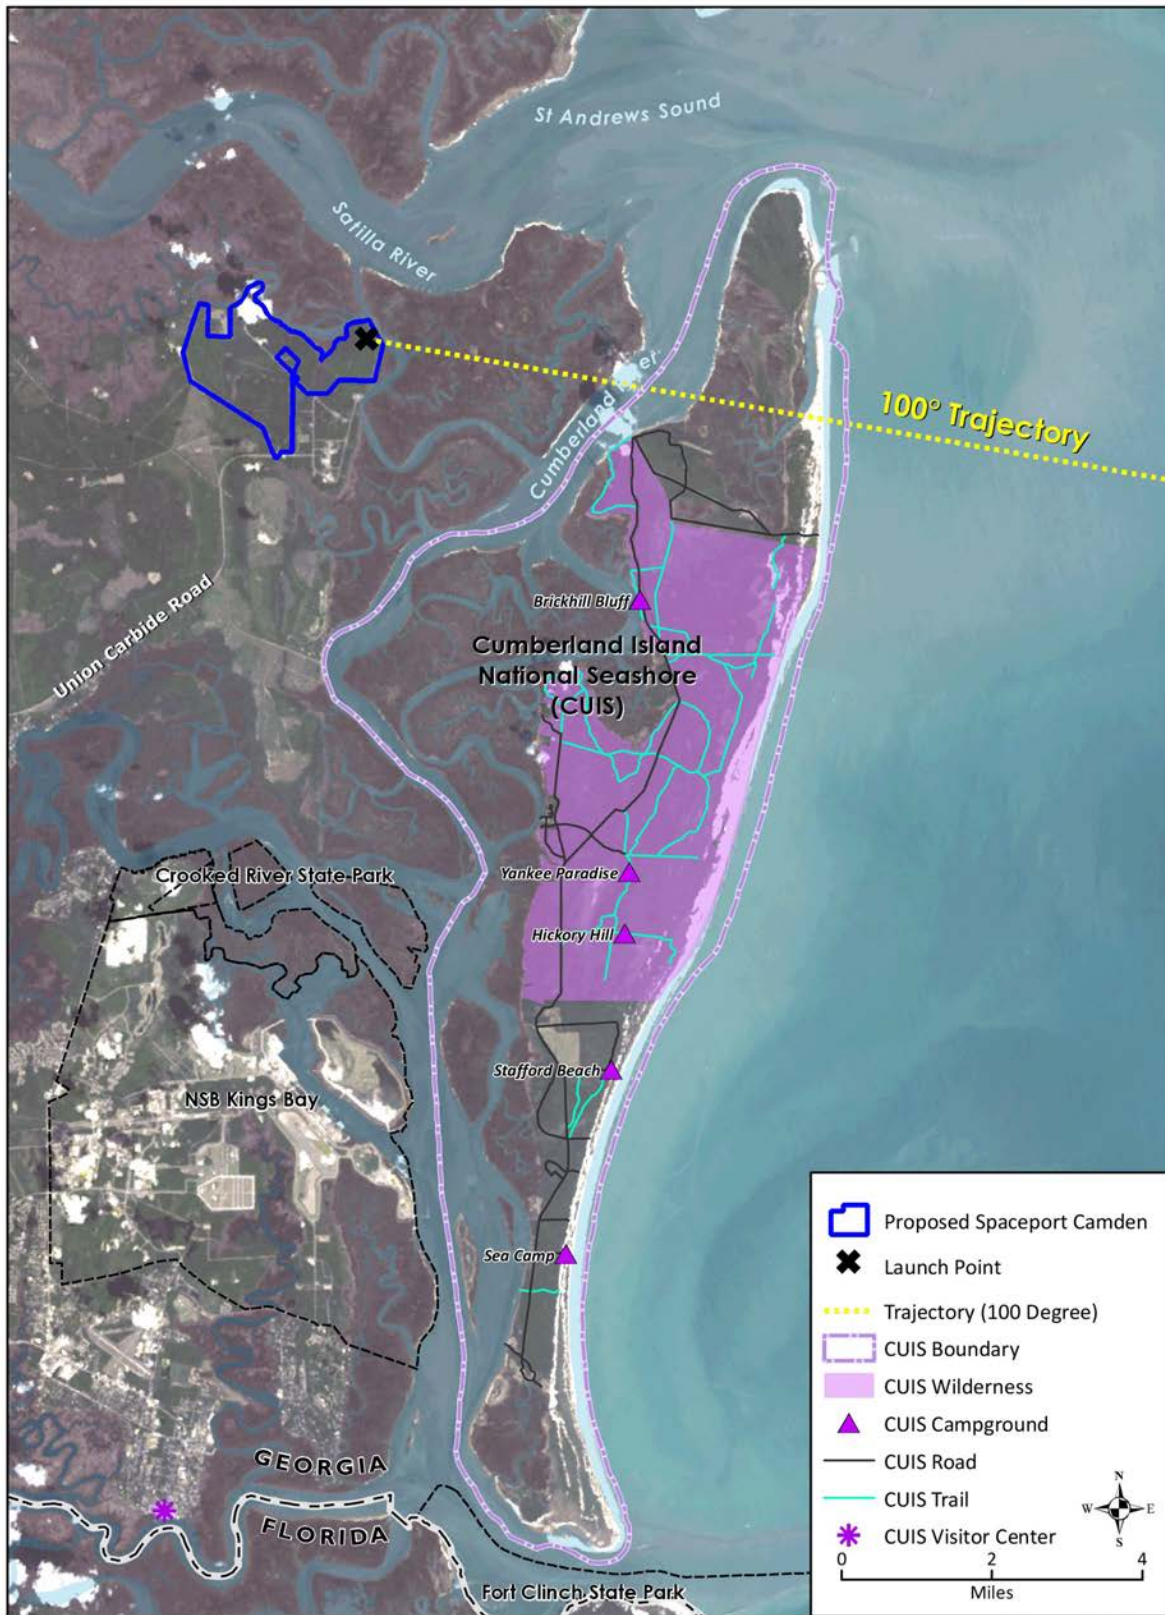 St Andrews Sound
Satilla River
Cumberland River
100° Trajectory
Union Carbide Road
Brickhill Bluff
Cumberland Island
National Seashore
(CUIS)
Crooked River State Park
Yankee Paradise
Hickory Hill
Stafford Beach
NSB Kings Bay
Sea Camp
GEORGIA
FLORIDA
Fort Clinch State Park
Proposed Spaceport Camden
Launch Point
Trajectory (100 Degree)
CUIS Boundary
CUIS Wilderness
CUIS Campground
CUIS Road
CUIS Trail
CUIS Visitor Center
N
W E
S
0 2 4
Miles